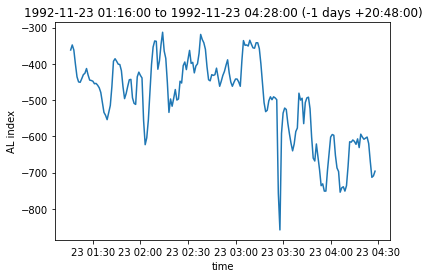 1992-11-23 01:16:00 to 1992-11-23 04:28:00 (-1 days +20:48:00)
−300
−400
−500
−600
−700
−800
AL index
23 01:30 23 02:00 23 02:30 23 03:00 23 03:30 23 04:00 23 04:30
time